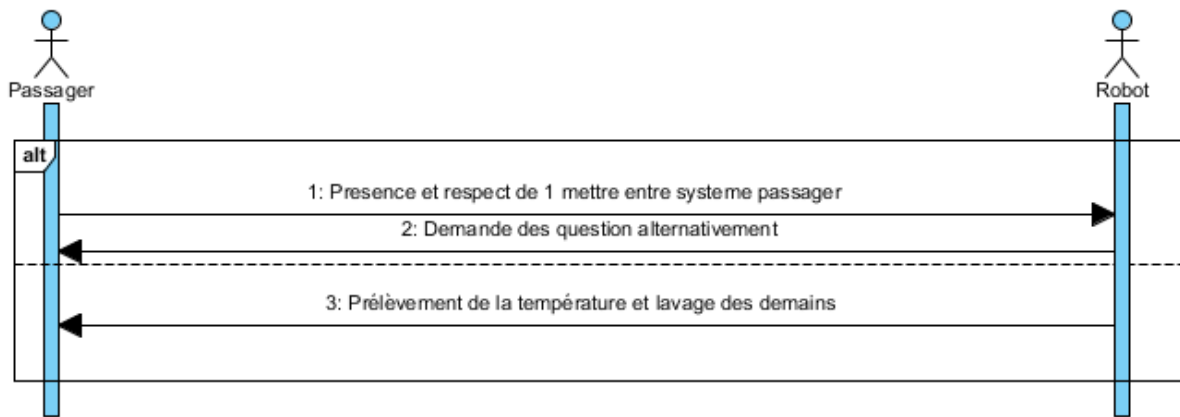 Passager
Robot
alt
1: Presence et respect de 1 mettre entre systeme passager
2: Demande des question alternativement
3: Prélèvement de la température et lavage des demains